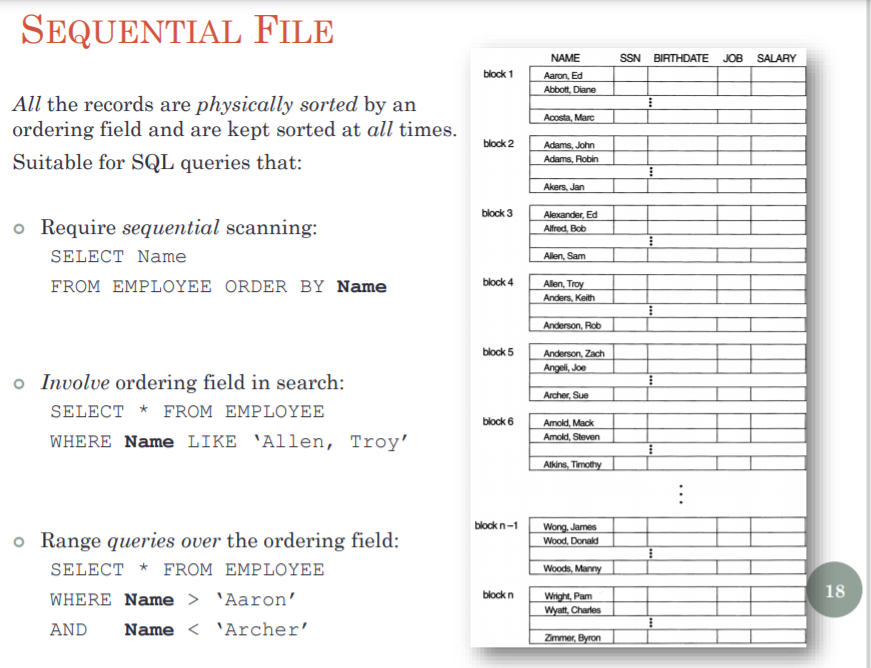 SEQUENTIAL FILE
All the records are physically sorted by an
ordering field and are kept sorted at all times.
Suitable for SQL queries that:
Require sequential scanning:
SELECT Name
FROM EMPLOYEE ORDER BY Name
Involve ordering field in search:
SELECT * FROM EMPLOYEE
WHERE Name LIKE ‘Allen, Troy’
Range queries over the ordering field:
SELECT * FROM EMPLOYEE
WHERE Name > ‘Aaron’
AND Name < ‘Archer’
NAME SSN BIRTHDATE JOB SALARY
block 1 Aaron, Ed
Abbott, Diane
Acosta, Marc
block 2 Adams, John
Adams, Robin
Akers, Jan
block 3 Alexander, Ed
Alfred, Bob
Allen, Sam
block 4 Allen, Troy
Anders, Keith
Anderson, Rob
block 5 Anderson, Zach
Angeli, Joe
Archer, Sue
block 6 Arnold, Mack
Arnold, Steven
Atkins, Timothy
block n–1 Wong, James
Wood, Donald
Woods, Manny
block n Wright, Pam
Wyatt, Charles
Zimmer, Byron
18